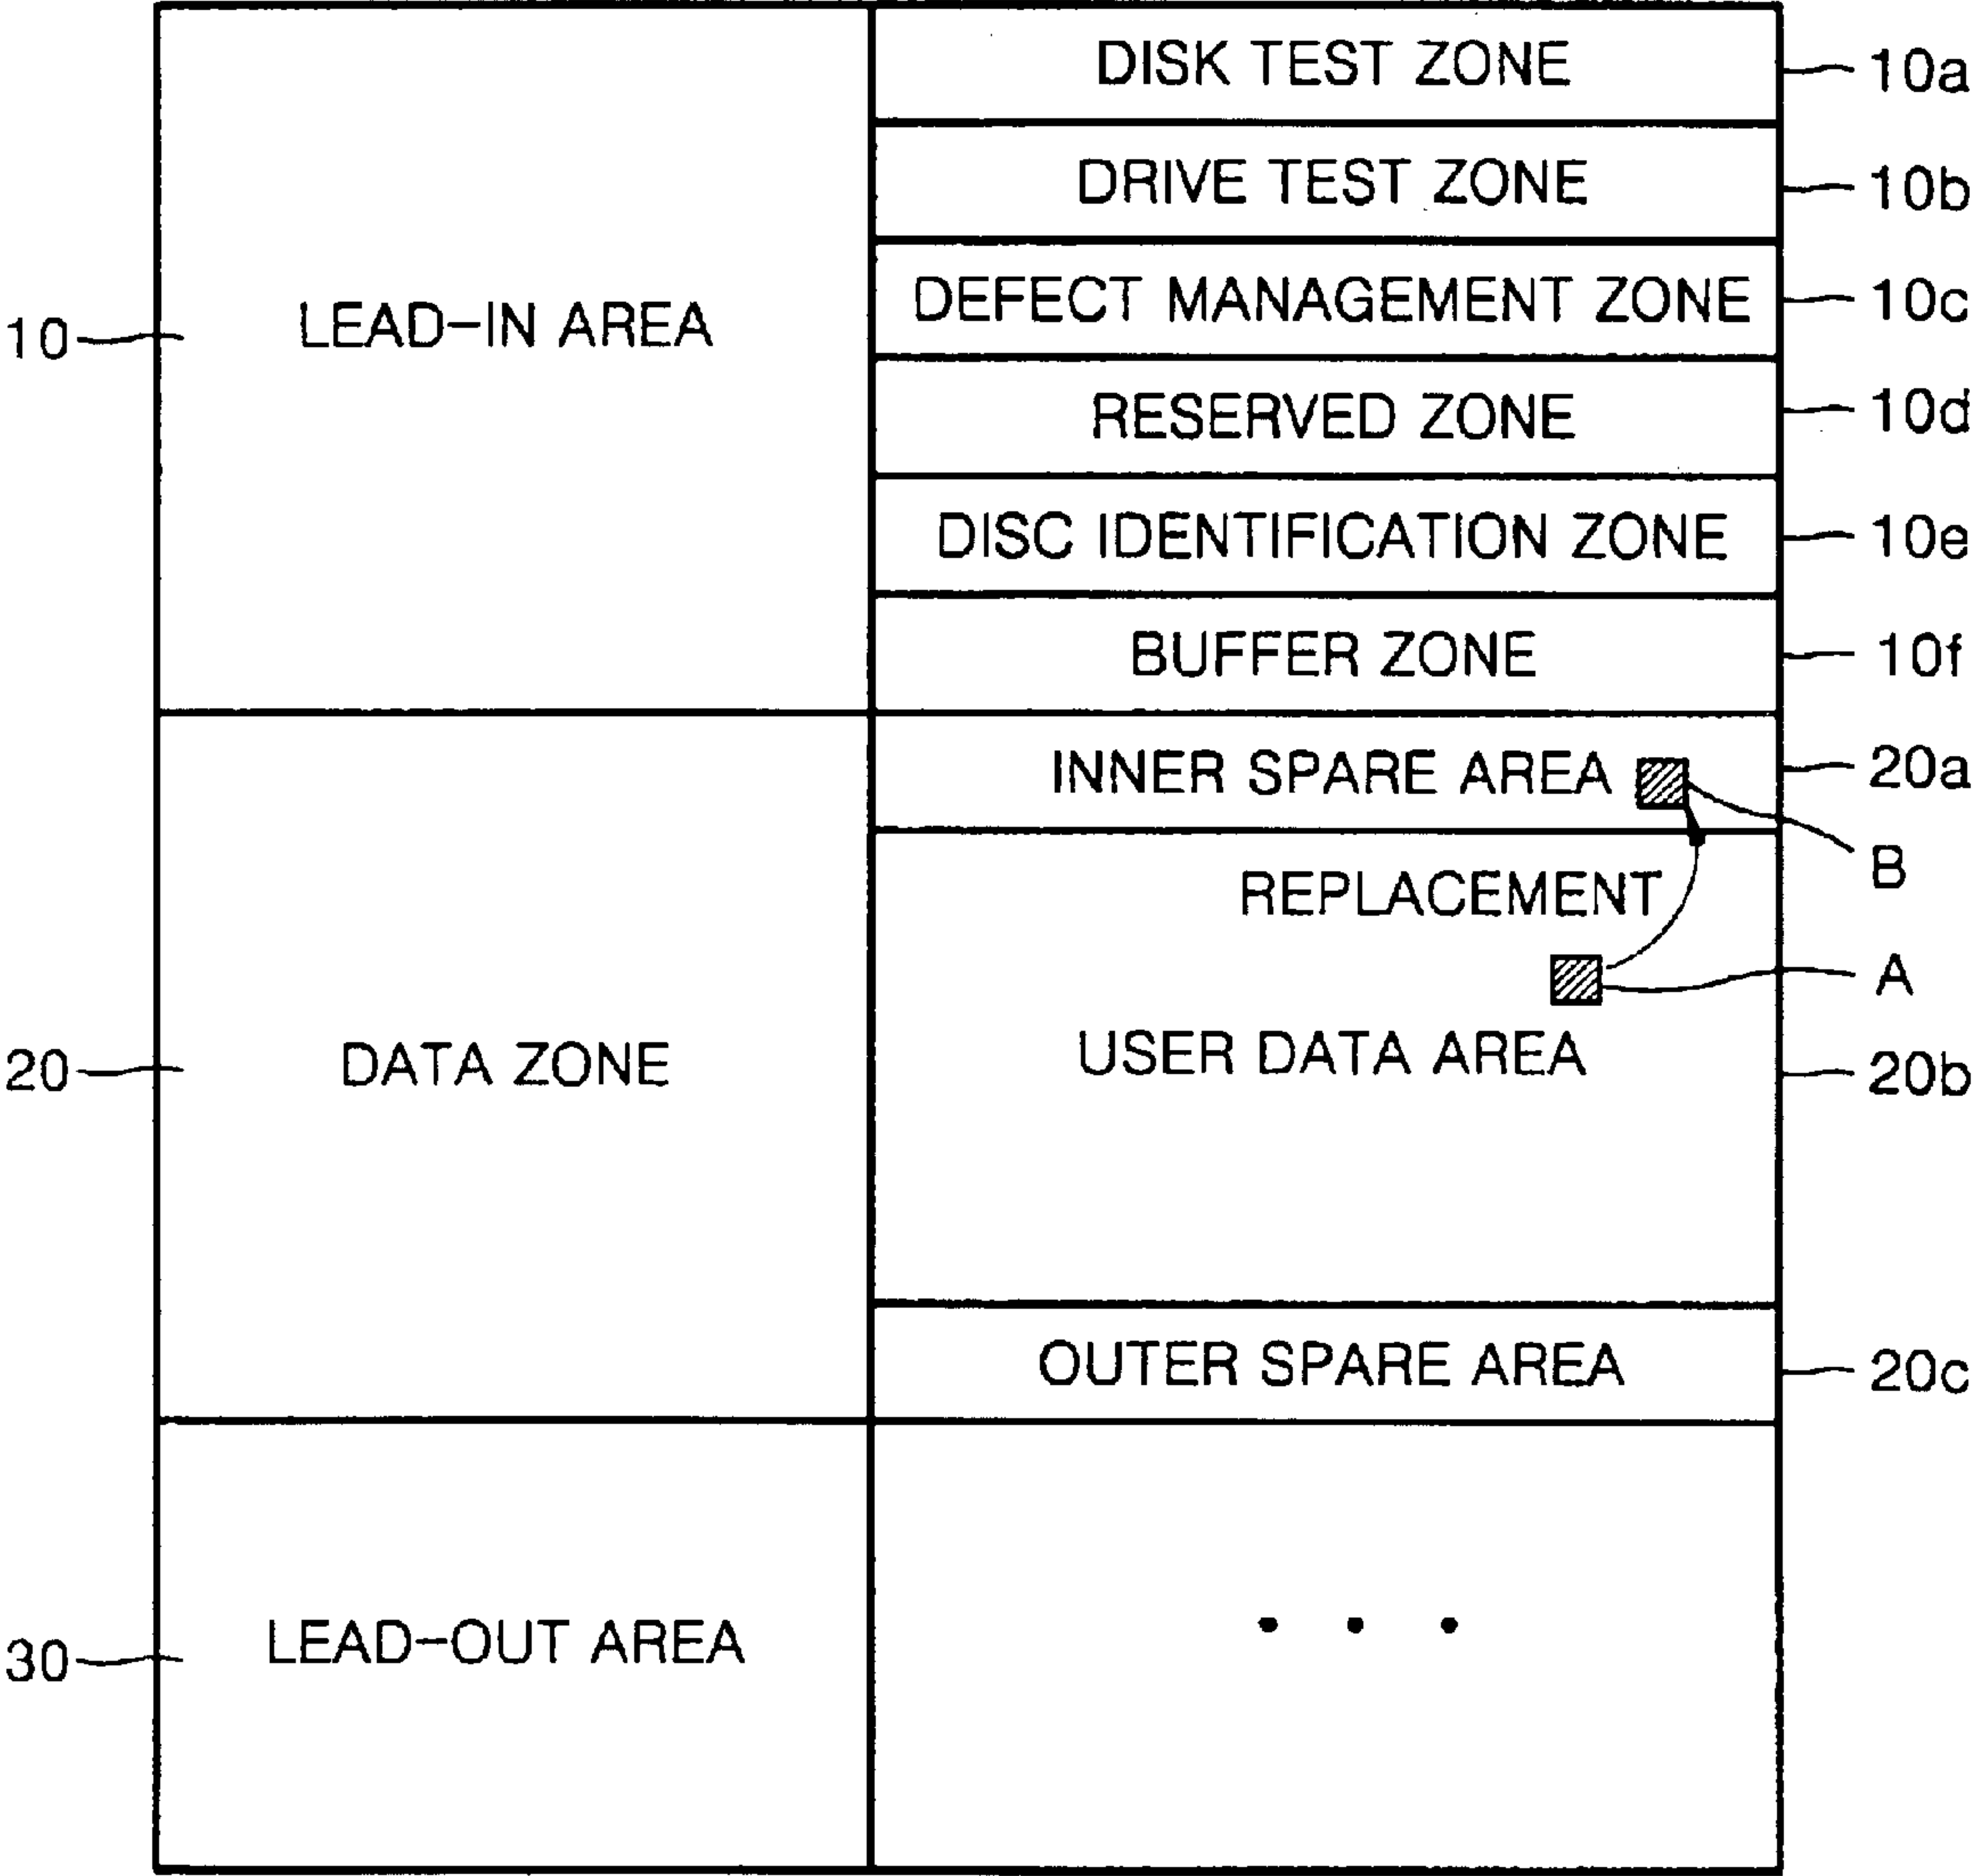 DISK TEST ZONE 10a
DRIVE TEST ZONE 10b
10 LEAD-IN AREA DEFECT MANAGEMENT ZONE 10c
RESERVED ZONE 10d
DISC IDENTIFICATION ZONE 10e
BUFFER ZONE 10f
INNER SPARE AREA 20a
B
REPLACEMENT
A
20 DATA ZONE USER DATA AREA 20b
OUTER SPARE AREA 20c
30 LEAD-OUT AREA • • •